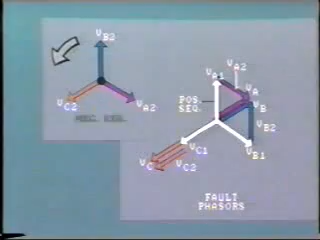 VB2
VC2
VA2
NEG. SEQ.
VA1
VA2
VA
VB
POS.
SEQ.
VB2
VB1
VC1
VC
VC2
FAULT
PHASORS